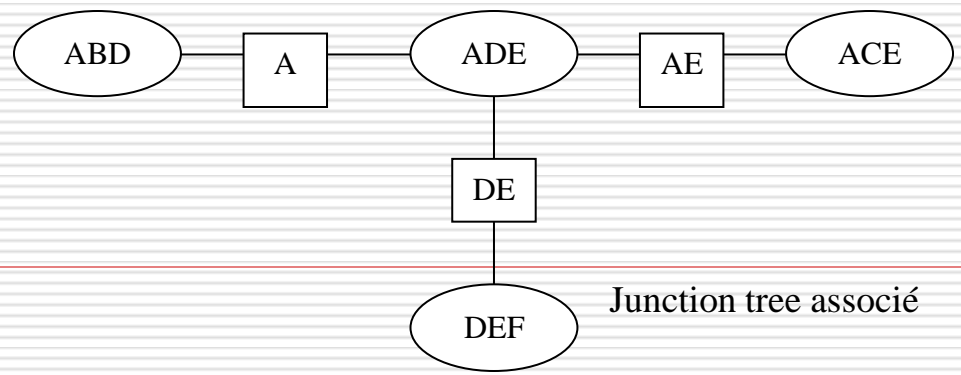 ABD A ADE AE ACE
DE
DEF
Junction tree associé